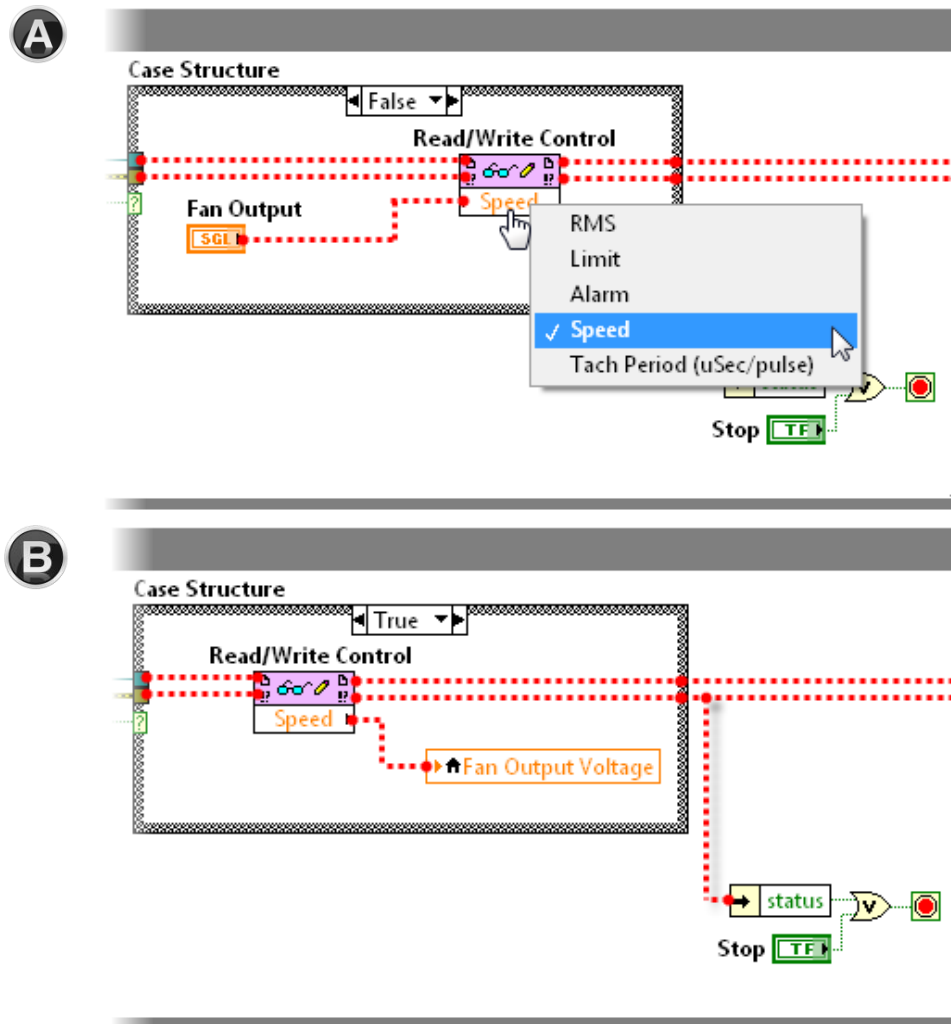 A
Case Structure
False
Read/Write Control
Speed
Fan Output
SGL
RMS
Limit
Alarm
Speed
Tach Period (uSec/pulse)
Stop TF
B
Case Structure
True
Read/Write Control
Speed
Fan Output Voltage
status
Stop TF